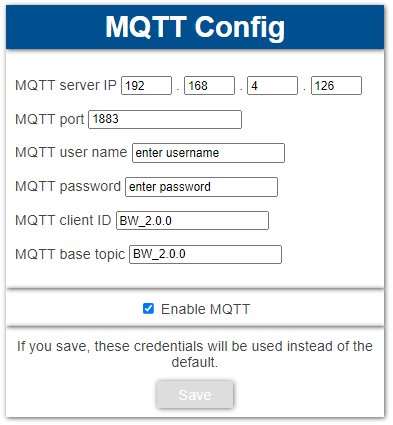 MQTT Config
MQTT server IP 192 . 168 . 4 . 126
MQTT port 1883
MQTT user name enter username
MQTT password enter password
MQTT client ID BW_2.0.0
MQTT base topic BW_2.0.0
Enable MQTT
If you save, these credentials will be used instead of the
default.
Save